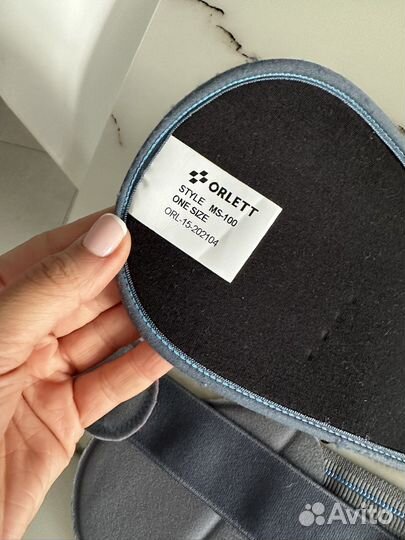 ORLETT
STYLE MS-100
ONE SIZE
ORL-15-202104
Avito